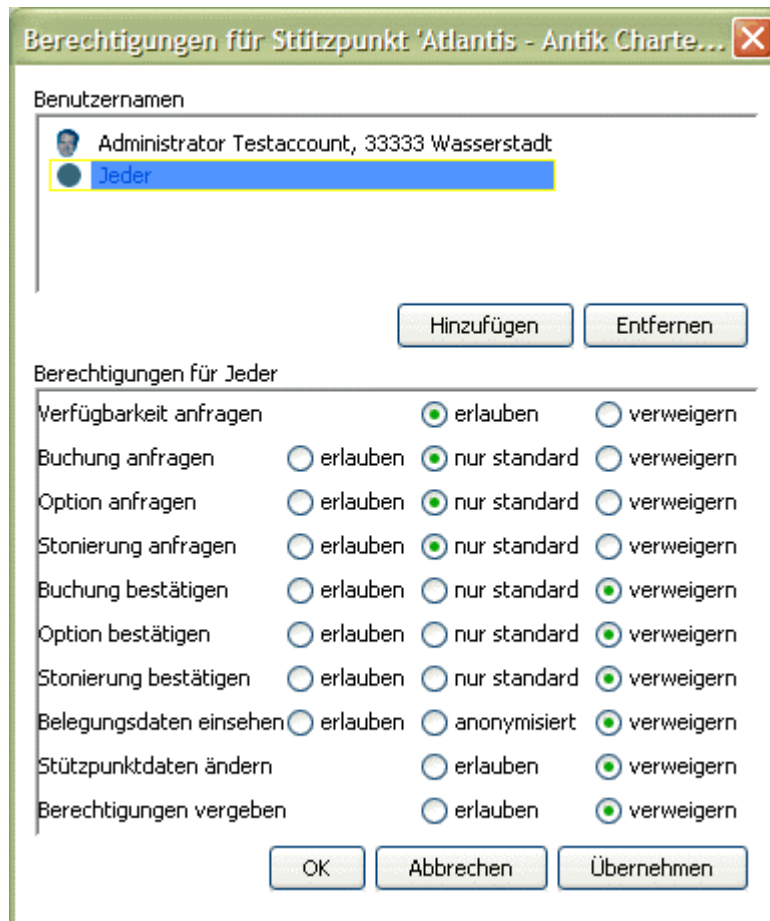 Berechtigungen für Stützpunkt 'Atlantis - Antik Charte...
Benutzernamen
Administrator Testaccount, 33333 Wasserstadt
Jeder
Hinzufügen Entfernen
Berechtigungen für Jeder
Verfügbarkeit anfragen erlauben verweigern
Buchung anfragen erlauben nur standard verweigern
Option anfragen erlauben nur standard verweigern
Stonierung anfragen erlauben nur standard verweigern
Buchung bestätigen erlauben nur standard verweigern
Option bestätigen erlauben nur standard verweigern
Stonierung bestätigen erlauben nur standard verweigern
Belegungsdaten einsehen erlauben anonymisiert verweigern
Stützpunktdaten ändern erlauben verweigern
Berechtigungen vergeben erlauben verweigern
OK Abbrechen Übernehmen